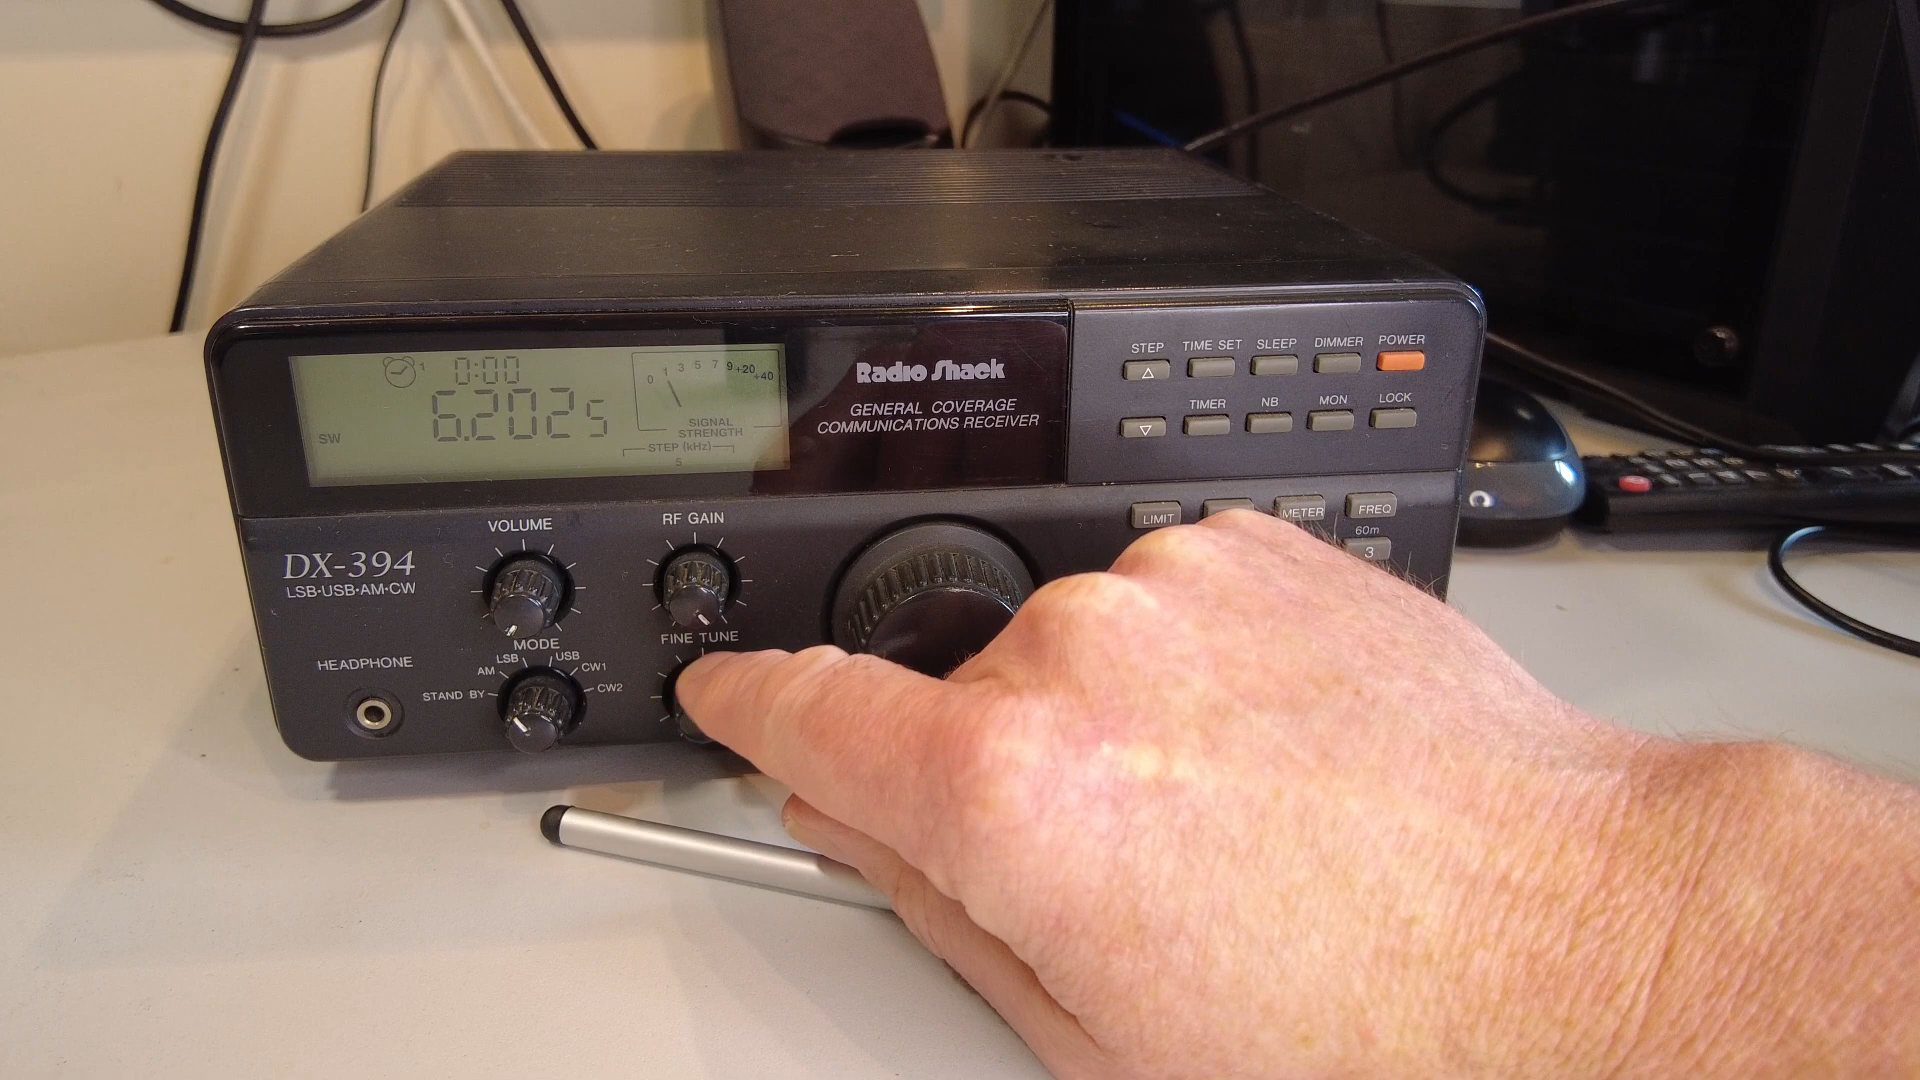 1 0:00
6.2025
SW
0 1 3 5 7 9 +20 +40
SIGNAL
STRENGTH
STEP (kHz)
5
Radio Shack
GENERAL COVERAGE
COMMUNICATIONS RECEIVER
STEP TIME SET SLEEP DIMMER POWER
TIMER NB MON LOCK
LIMIT METER FREQ
60m
3
DX-394
LSB·USB·AM·CW
VOLUME
RF GAIN
HEADPHONE
MODE
STAND BY AM LSB USB CW1 CW2
FINE TUNE